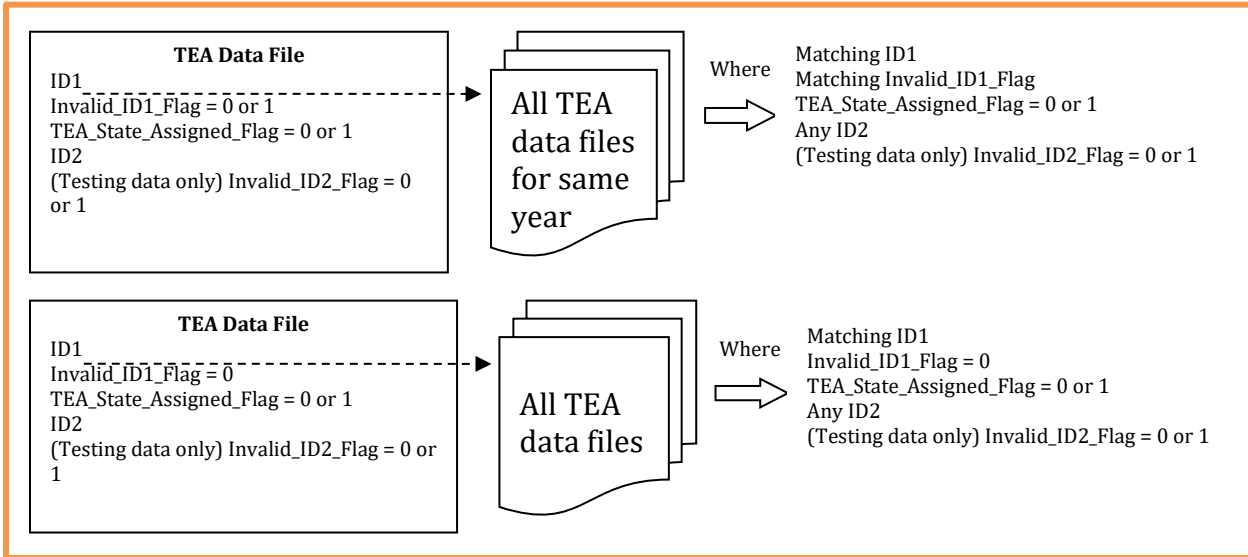 TEA Data File
ID1
Invalid_ID1_Flag = 0 or 1
TEA_State_Assigned_Flag = 0 or 1
ID2
(Testing data only) Invalid_ID2_Flag = 0
or 1
All TEA
data files
for same
year
Where
Matching ID1
Matching Invalid_ID1_Flag
TEA_State_Assigned_Flag = 0 or 1
Any ID2
(Testing data only) Invalid_ID2_Flag = 0 or 1
TEA Data File
ID1
Invalid_ID1_Flag = 0
TEA_State_Assigned_Flag = 0 or 1
ID2
(Testing data only) Invalid_ID2_Flag = 0 or
1
All TEA
data files
Where
Matching ID1
Invalid_ID1_Flag = 0
TEA_State_Assigned_Flag = 0 or 1
Any ID2
(Testing data only) Invalid_ID2_Flag = 0 or 1